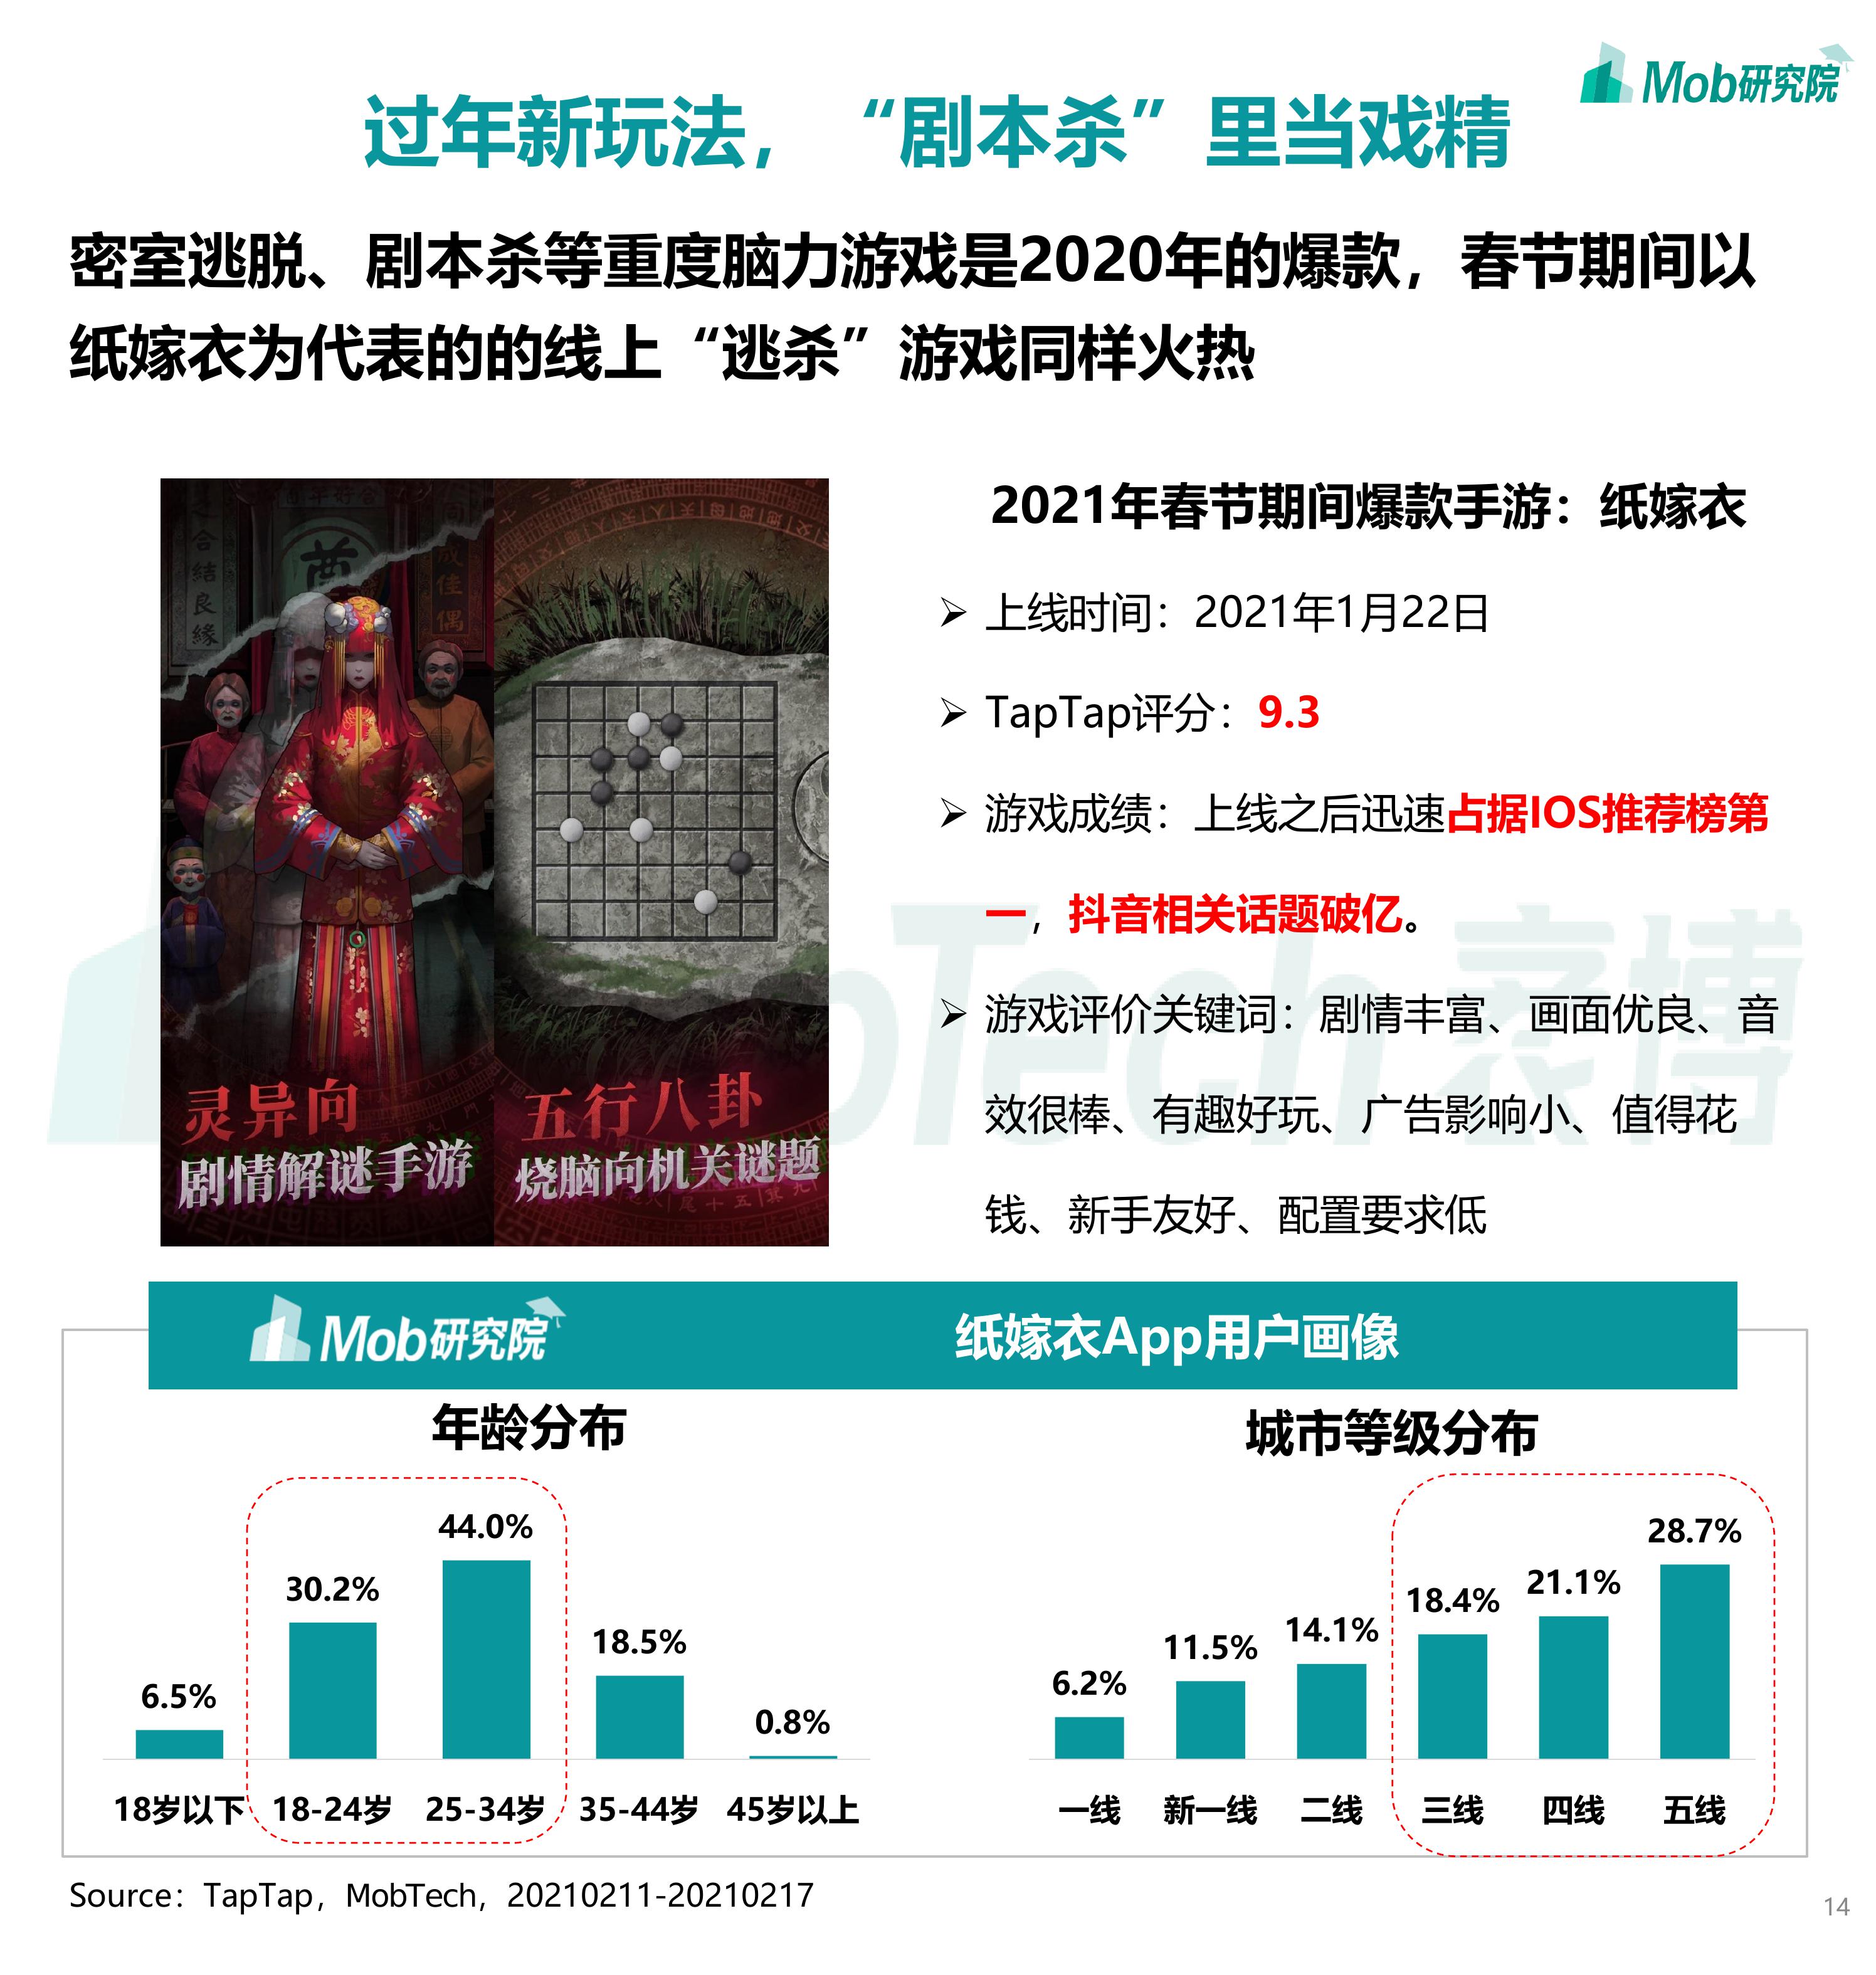 Mob研究院
过年新玩法，“剧本杀”里当戏精
密室逃脱、剧本杀等重度脑力游戏是2020年的爆款，春节期间以
纸嫁衣为代表的的线上“逃杀”游戏同样火热
之合結良緣
成佳偶
灵异向
剧情解谜手游
五行八卦
烧脑向机关谜题
2021年春节期间爆款手游：纸嫁衣
上线时间：2021年1月22日
TapTap评分：9.3
游戏成绩：上线之后迅速占据IOS推荐榜第
一，抖音相关话题破亿。
游戏评价关键词：剧情丰富、画面优良、音
效很棒、有趣好玩、广告影响小、值得花
钱、新手友好、配置要求低
Mob研究院
纸嫁衣App用户画像
年龄分布
44.0%
30.2%
18.5%
6.5%
0.8%
18岁以下 18-24岁 25-34岁 35-44岁 45岁以上
城市等级分布
28.7%
21.1%
18.4%
14.1%
11.5%
6.2%
一线 新一线 二线 三线 四线 五线
Source：TapTap，MobTech，20210211-20210217
14